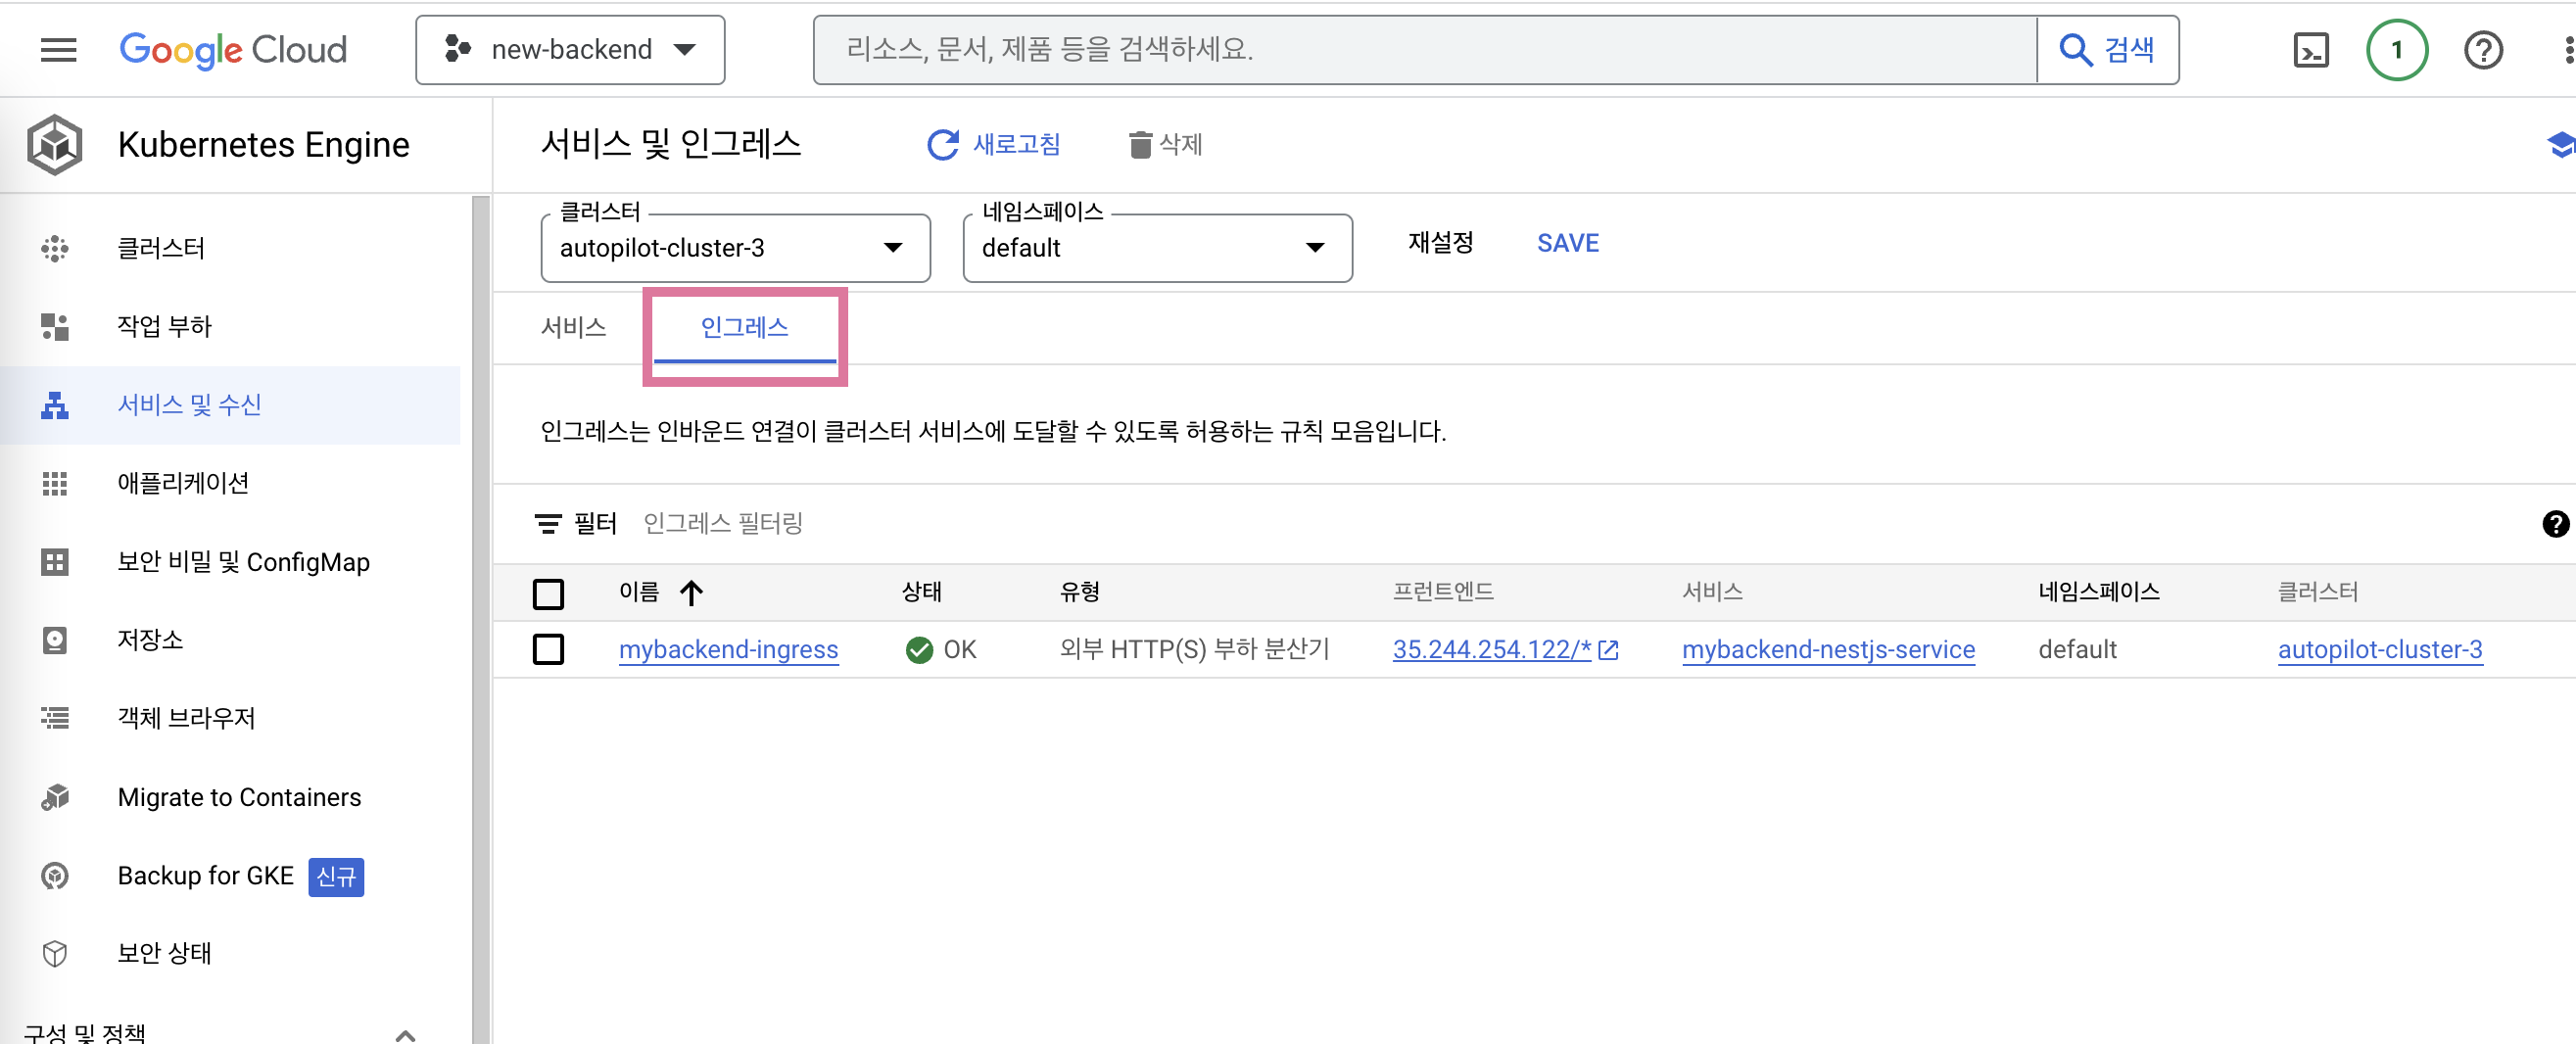 Google Cloud
new-backend
리소스, 문서, 제품 등을 검색하세요.
검색
1
Kubernetes Engine
서비스 및 인그레스
새로고침
삭제
클러스터
작업 부하
서비스 및 수신
애플리케이션
보안 비밀 및 ConfigMap
저장소
객체 브라우저
Migrate to Containers
Backup for GKE 신규
보안 상태
구성 및 정책
클러스터
autopilot-cluster-3
네임스페이스
default
재설정
SAVE
서비스
인그레스
인그레스는 인바운드 연결이 클러스터 서비스에 도달할 수 있도록 허용하는 규칙 모음입니다.
필터 인그레스 필터링
이름 상태 유형 프런트엔드 서비스 네임스페이스 클러스터
mybackend-ingress OK 외부 HTTP(S) 부하 분산기 35.244.254.122/* mybackend-nestjs-service default autopilot-cluster-3